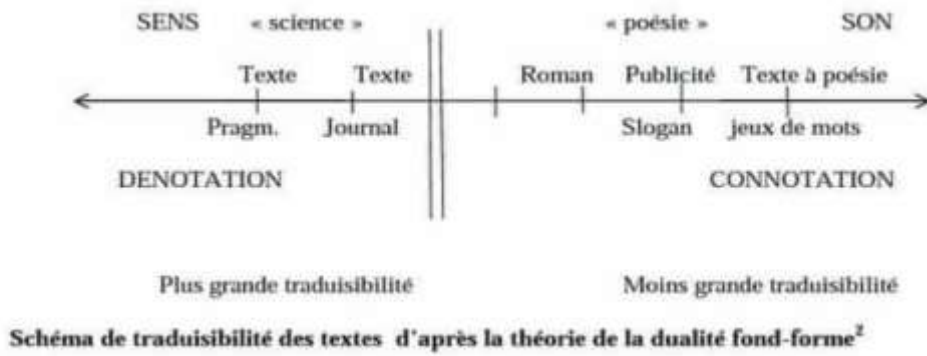 SENS « science » « poésie » SON
Texte Texte Roman Publicité Texte à poésie
Pragm. Journal Slogan jeux de mots
DENOTATION CONNOTATION
Plus grande traduisibilité Moins grande traduisibilité
Schéma de traduisibilité des textes d'après la théorie de la dualité fond-forme²